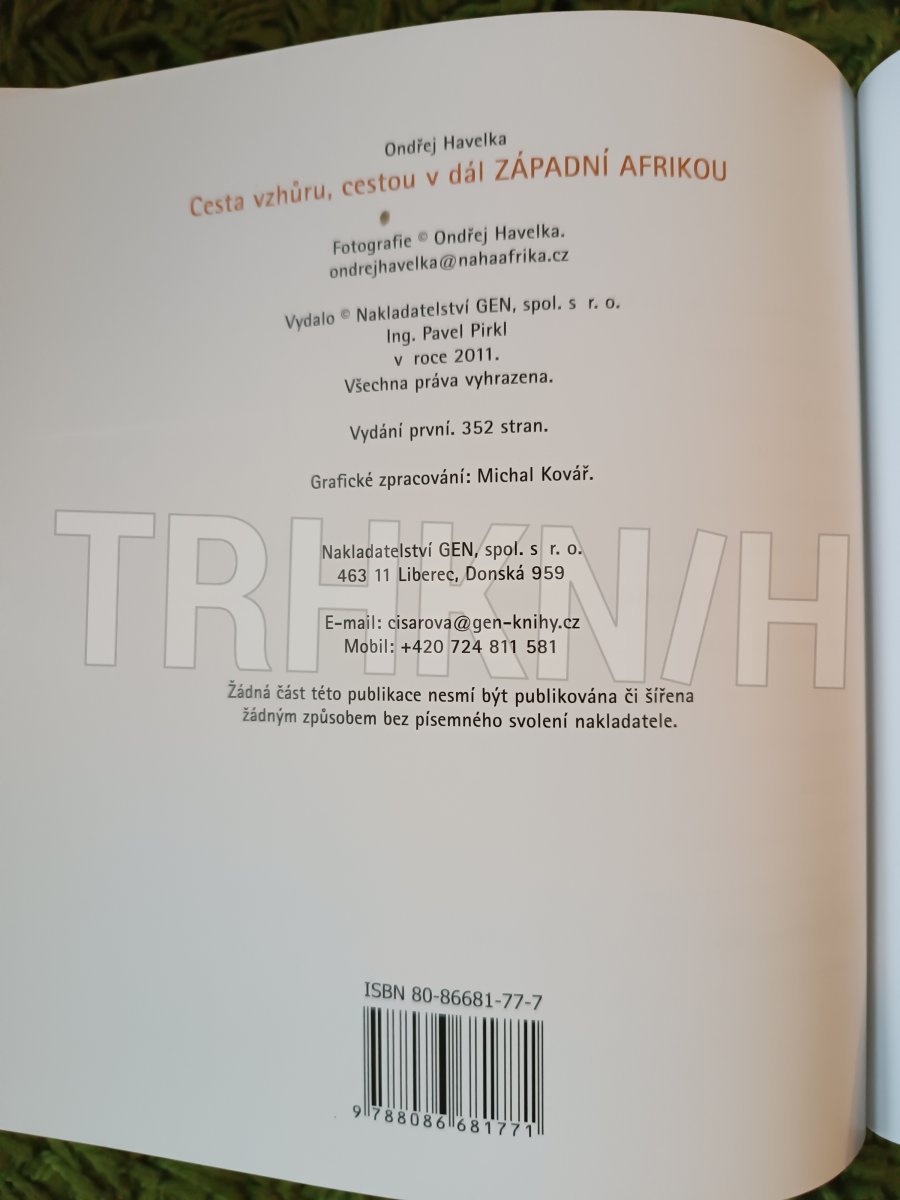 Ondřej Havelka
Cesta vzhůru, cestou v dál ZÁPADNÍ AFRIKOU
Fotografie © Ondřej Havelka.
ondrejhavelka@nahaafrika.cz
Vydalo © Nakladatelství GEN, spol. s r. o.
Ing. Pavel Pirkl
v roce 2011.
Všechna práva vyhrazena.
Vydání první. 352 stran.
Grafické zpracování: Michal Kovář.
TRHKNIH
Nakladatelství GEN, spol. s r. o.
463 11 Liberec, Donská 959
E-mail: cisarova@gen-knihy.cz
Mobil: +420 724 811 581
Žádná část této publikace nesmí být publikována či šířena
žádným způsobem bez písemného svolení nakladatele.
ISBN 80-86681-77-7
9 788086 681771